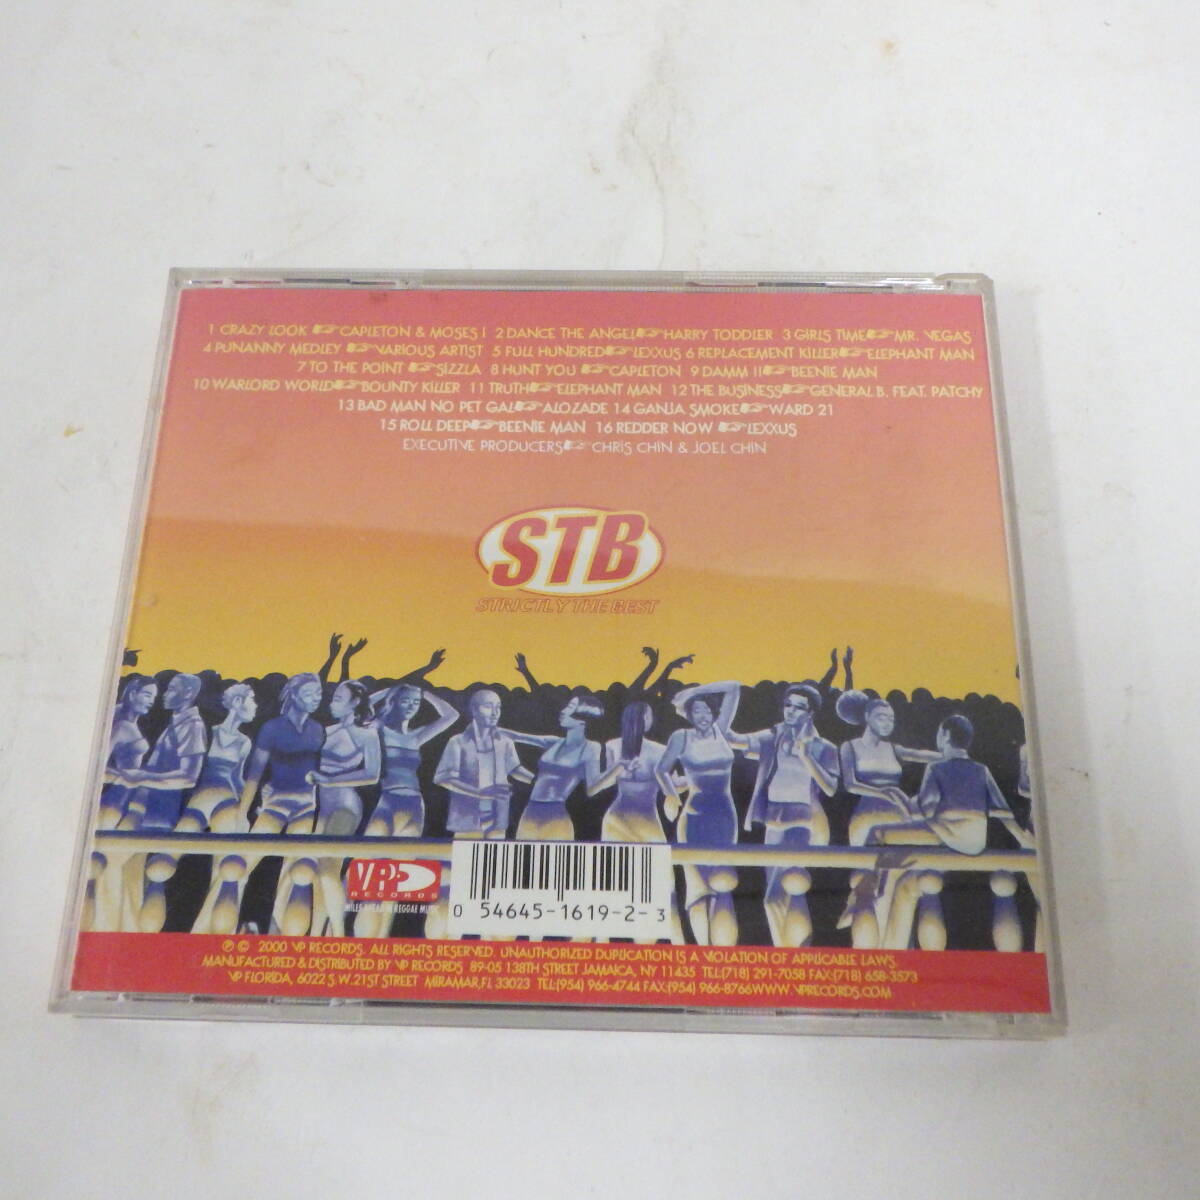 1 CRAZY LOOK CAPLETON & MOSES I 2 DANCE THE ANGEL HARRY TODDLER 3 GIRLS TIME MR. VEGAS
4 PUNANNY MEDLEY VARIOUS ARTIST 5 FULL HUNDRED LEXXUS 6 REPLACEMENT KILLER ELEPHANT MAN
7 TO THE POINT SIZZLA 8 HUNT YOU CAPLETON 9 DAMM !! BEENIE MAN
10 WARLORD WORLD BOUNTY KILLER 11 TRUTH ELEPHANT MAN 12 THE BUSINESS GENERAL B. FEAT. PATCHY
13 BAD MAN NO PET GAL ALOZADE 14 GANJA SMOKE WARD 21
15 ROLL DEEP BEENIE MAN 16 REDDER NOW LEXXUS
EXECUTIVE PRODUCERS CHRIS CHIN & JOEL CHIN
STB
STRICTLY THE BEST
VP
RECORDS
MILES AHEAD IN REGGAE MUSIC
0 54645-1619-2-3
℗ © 2000 VP RECORDS. ALL RIGHTS RESERVED. UNAUTHORIZED DUPLICATION IS A VIOLATION OF APPLICABLE LAWS.
MANUFACTURED & DISTRIBUTED BY VP RECORDS 89-05 138TH STREET JAMAICA, NY 11435 TEL:(718) 291-7058 FAX:(718) 658-3573
VP FLORIDA, 6022 S.W. 21ST STREET MIRAMAR, FL 33023 TEL:(954) 966-4744 FAX:(954) 966-8766 WWW.VPRECORDS.COM